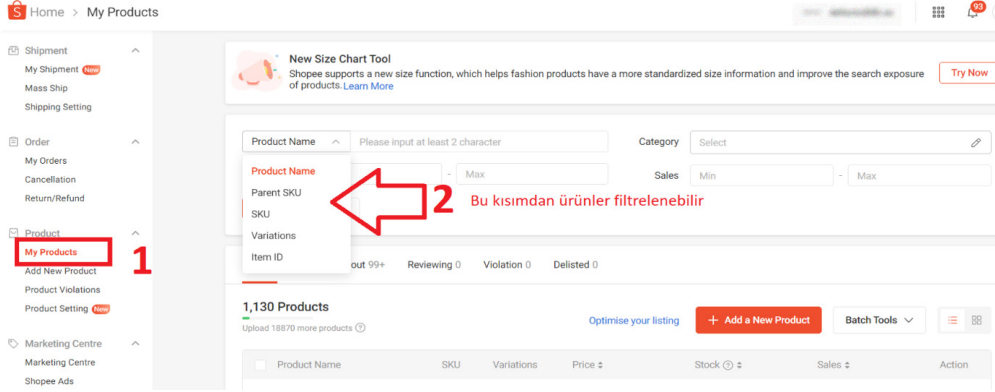 Home > My Products
93
Shipment
My Shipment New
Mass Ship
Shipping Setting
Order
My Orders
Cancellation
Return/Refund
Product
My Products
1
Add New Product
Product Violations
Product Setting New
Marketing Centre
Marketing Centre
Shopee Ads
New Size Chart Tool
Shopee supports a new size function, which helps fashion products have a more standardized size information and improve the search exposure
of products. Learn More
Try Now
Product Name
Please input at least 2 character
Category
Select
Product Name
Parent SKU
SKU
Variations
Item ID
- Max
Sales
Min
- Max
2
Bu kısımdan ürünler filtrelenebilir
out 99+
Reviewing 0
Violation 0
Delisted 0
1,130 Products
Upload 18870 more products ?
Optimise your listing
+ Add a New Product
Batch Tools
Product Name
SKU
Variations
Price
Stock ?
Sales
Action